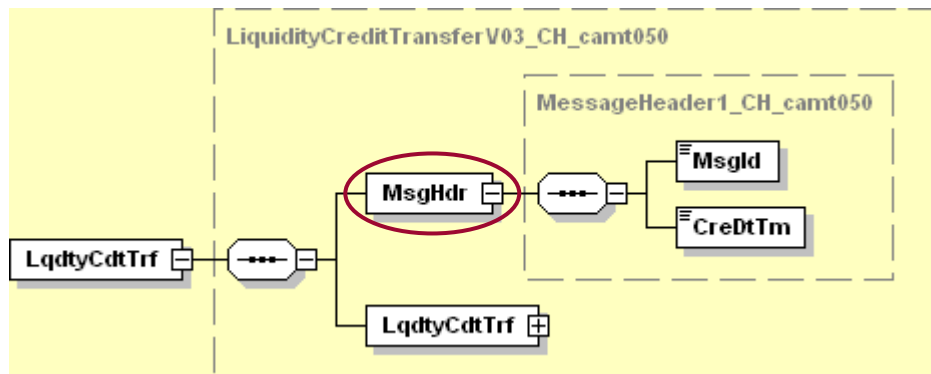 LiquidityCreditTransferV03_CH_camt050
MessageHeader1_CH_camt050
MsgId
MsgHdr
CreDtTm
LqdtyCdtTrf
LqdtyCdtTrf